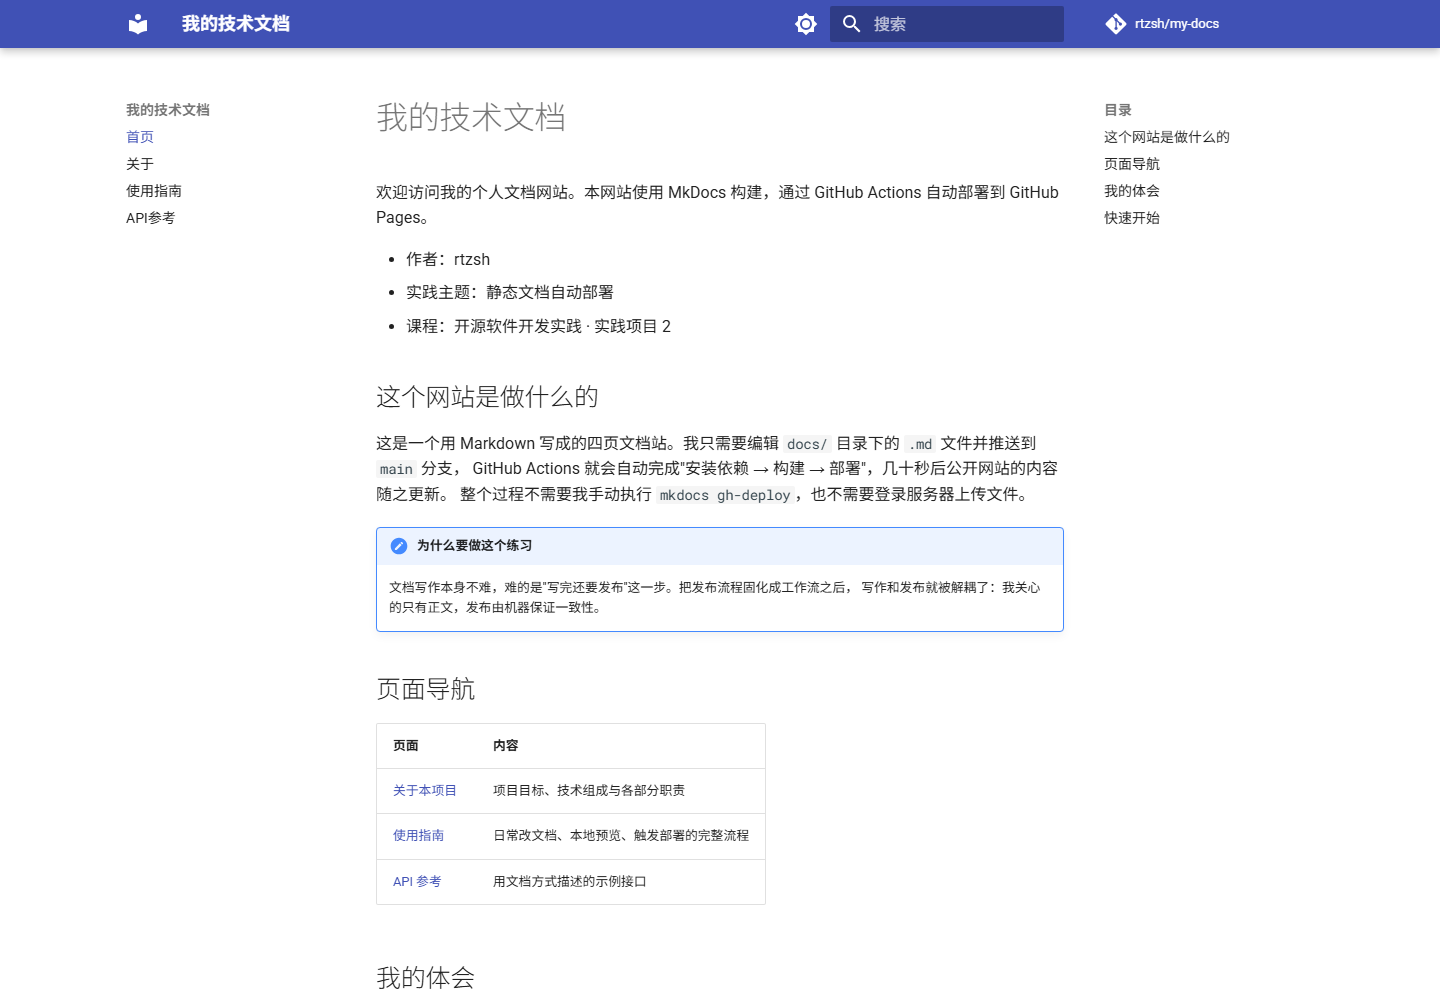 我的技术文档
搜索
rtzsh/my-docs
我的技术文档
首页
关于
使用指南
API参考
我的技术文档
欢迎访问我的个人文档网站。本网站使用 MkDocs 构建，通过 GitHub Actions 自动部署到 GitHub
Pages。
作者：rtzsh
实践主题：静态文档自动部署
课程：开源软件开发实践 · 实践项目 2
这个网站是做什么的
这是一个用 Markdown 写成的四页文档站。我只需要编辑 docs/ 目录下的 .md 文件并推送到
main 分支， GitHub Actions 就会自动完成"安装依赖 → 构建 → 部署"，几十秒后公开网站的内容
随之更新。 整个过程不需要我手动执行 mkdocs gh-deploy，也不需要登录服务器上传文件。
为什么要做这个练习
文档写作本身不难，难的是"写完还要发布"这一步。把发布流程固化成工作流之后， 写作和发布就被解耦了：我关心
的只有正文，发布由机器保证一致性。
页面导航
页面 内容
关于本项目 项目目标、技术组成与各部分职责
使用指南 日常改文档、本地预览、触发部署的完整流程
API 参考 用文档方式描述的示例接口
我的体会
目录
这个网站是做什么的
页面导航
我的体会
快速开始